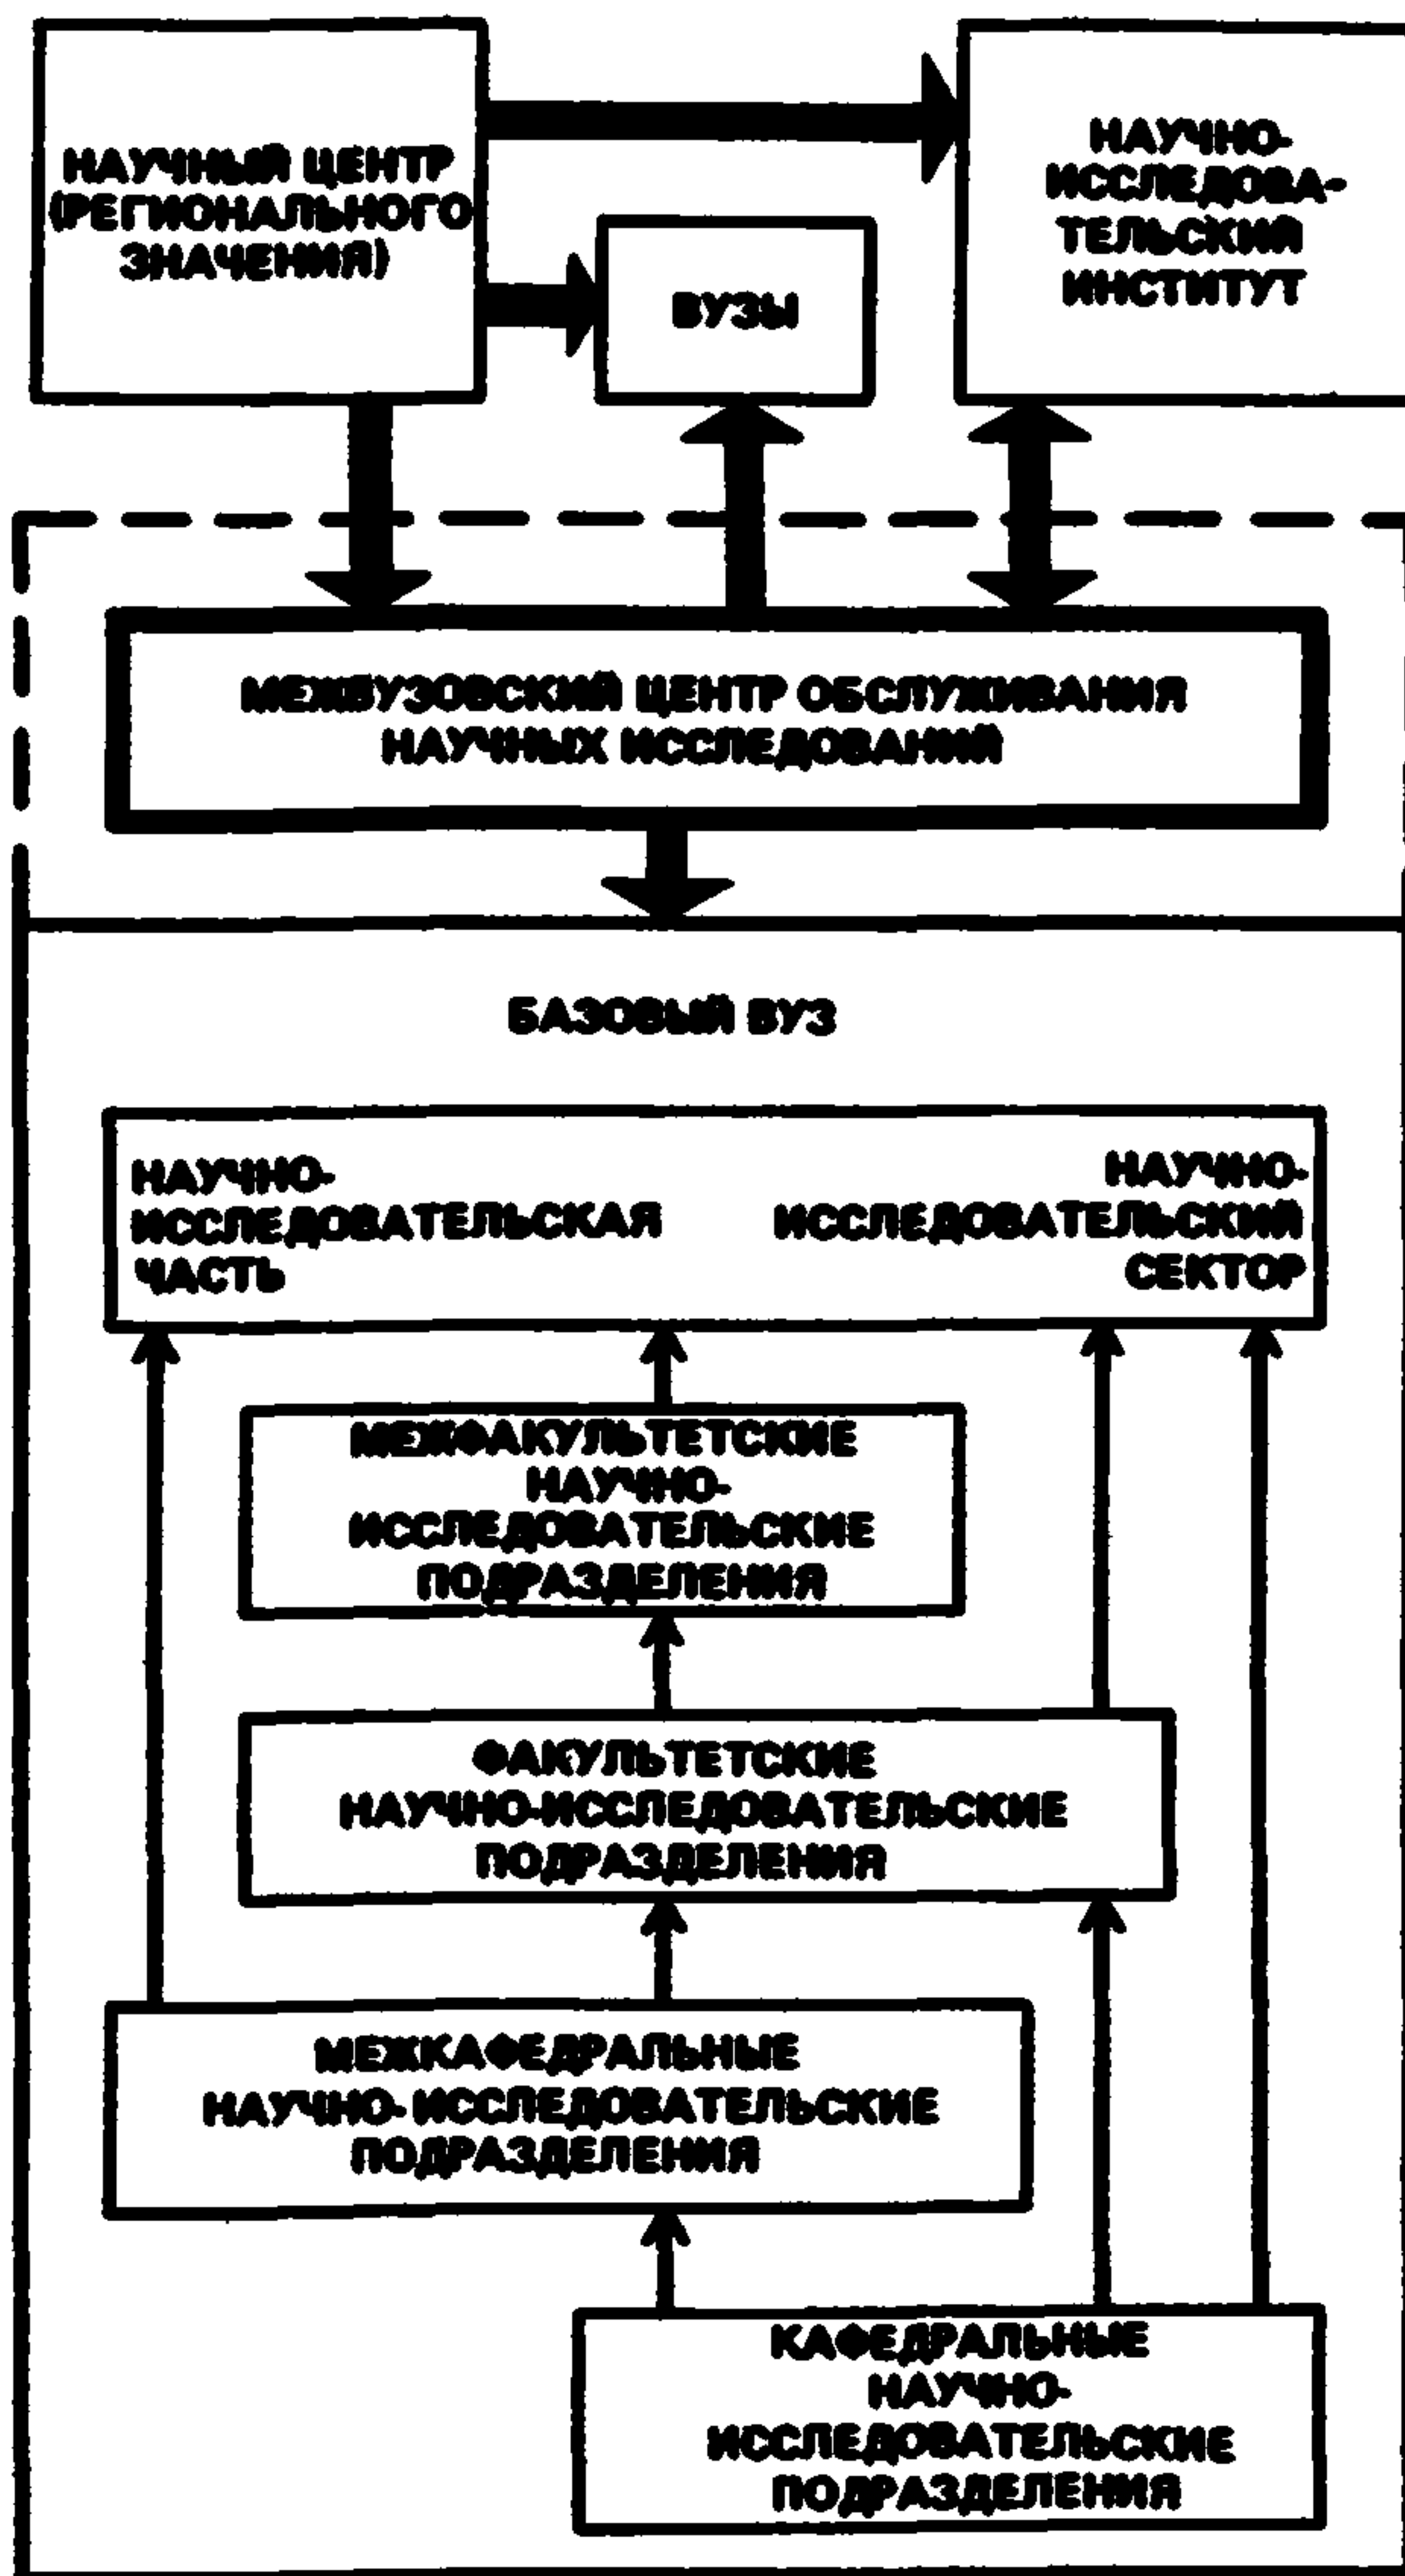 НАУЧНЫЙ ЦЕНТР
(РЕГИОНАЛЬНОГО
ЗНАЧЕНИЯ)
НАУЧНО-
ИССЛЕДОВА-
ТЕЛЬСКИЙ
ИНСТИТУТ
ВУЗЫ
МЕЖВУЗОВСКИЙ ЦЕНТР ОБСЛУЖИВАНИЯ
НАУЧНЫХ ИССЛЕДОВАНИЙ
БАЗОВЫЙ ВУЗ
НАУЧНО-
ИССЛЕДОВАТЕЛЬСКАЯ
ЧАСТЬ
НАУЧНО-
ИССЛЕДОВАТЕЛЬСКИЙ
СЕКТОР
МЕЖФАКУЛЬТЕТСКИЕ
НАУЧНО-
ИССЛЕДОВАТЕЛЬСКИЕ
ПОДРАЗДЕЛЕНИЯ
ФАКУЛЬТЕТСКИЕ
НАУЧНО-ИССЛЕДОВАТЕЛЬСКИЕ
ПОДРАЗДЕЛЕНИЯ
МЕЖКАФЕДРАЛЬНЫЕ
НАУЧНО-ИССЛЕДОВАТЕЛЬСКИЕ
ПОДРАЗДЕЛЕНИЯ
КАФЕДРАЛЬНЫЕ
НАУЧНО-
ИССЛЕДОВАТЕЛЬСКИЕ
ПОДРАЗДЕЛЕНИЯ